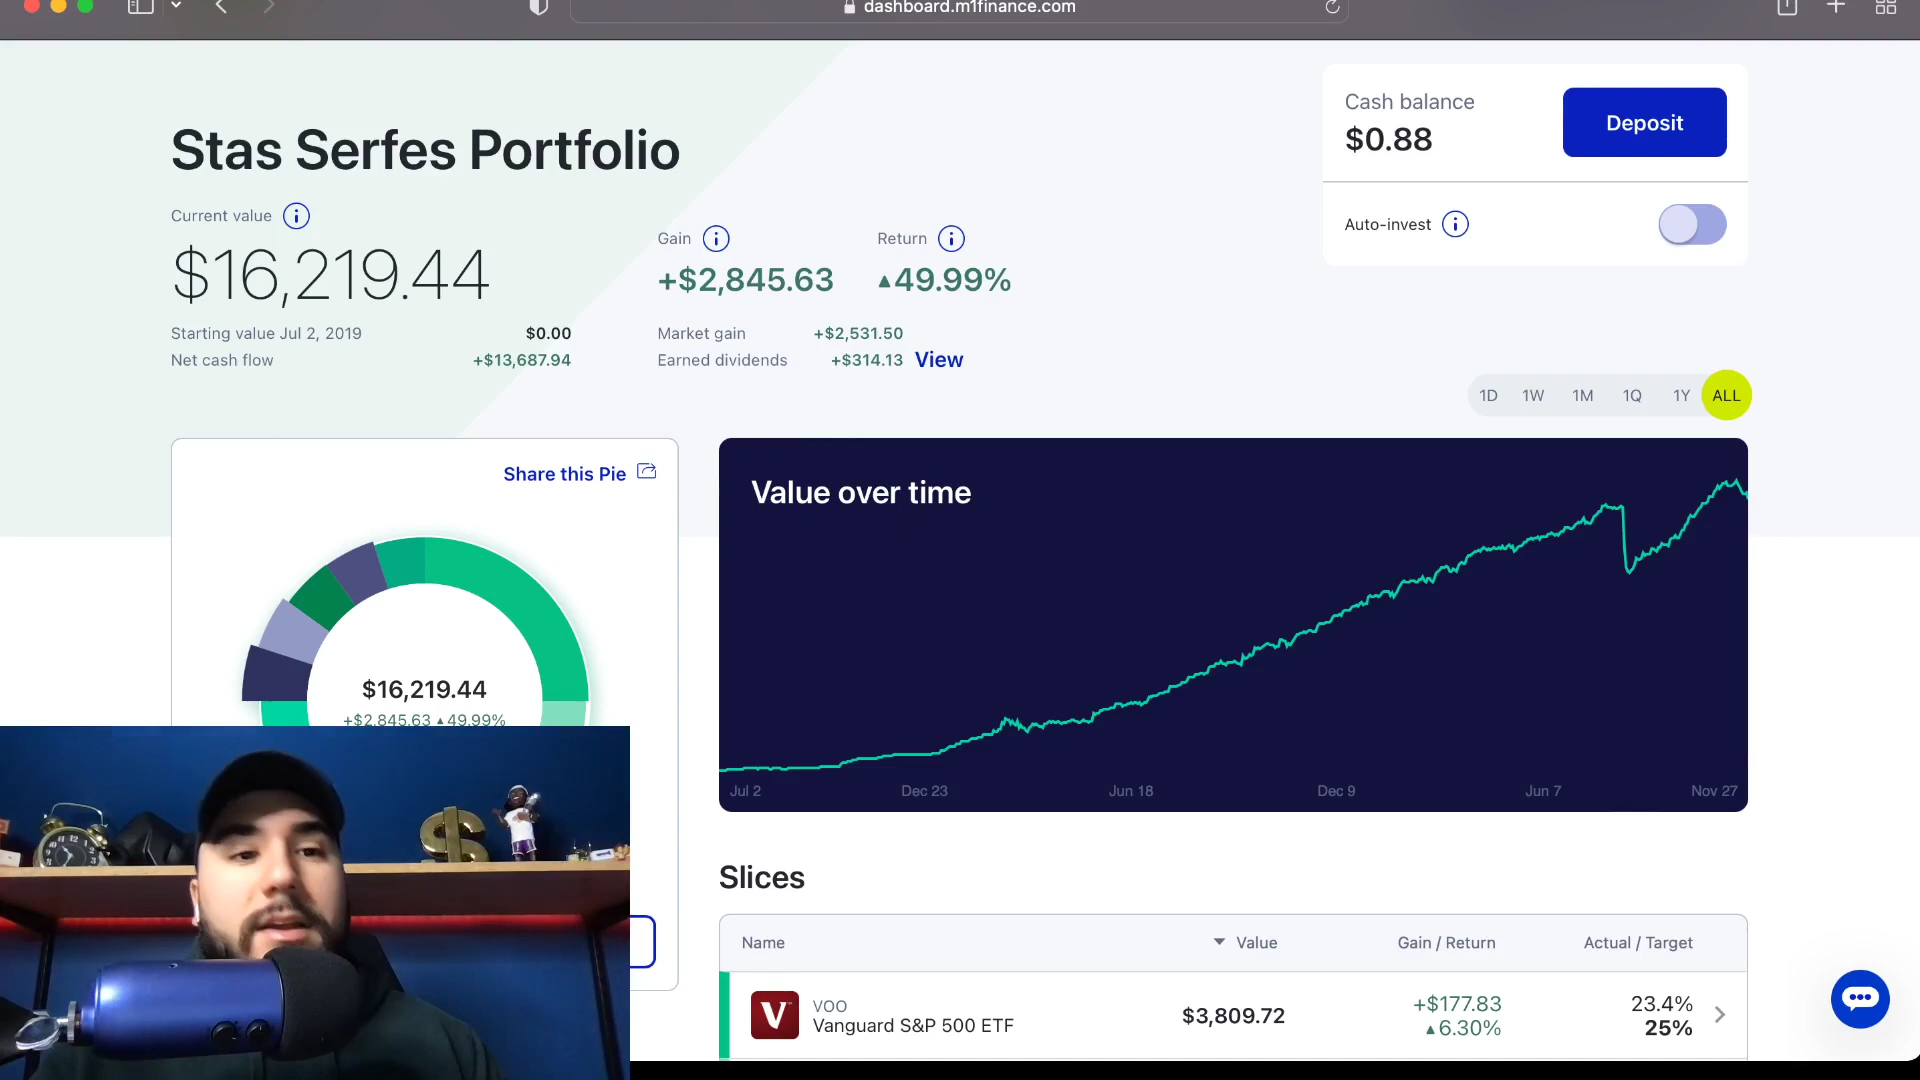 dashboard.m1finance.com
Stas Serfes Portfolio
Cash balance
$0.88
Deposit
Auto-invest
Current value
$16,219.44
Starting value Jul 2, 2019 $0.00
Net cash flow +$13,687.94
Gain
+$2,845.63
Return
▲49.99%
Market gain +$2,531.50
Earned dividends +$314.13 View
1D 1W 1M 1Q 1Y ALL
Share this Pie
$16,219.44
+$2,845.63 ▲49.99%
Value over time
Jul 2 Dec 23 Jun 18 Dec 9 Jun 7 Nov 27
Slices
Name Value Gain / Return Actual / Target
V
VOO
Vanguard S&P 500 ETF
$3,809.72
+$177.83
▲6.30%
23.4%
25%